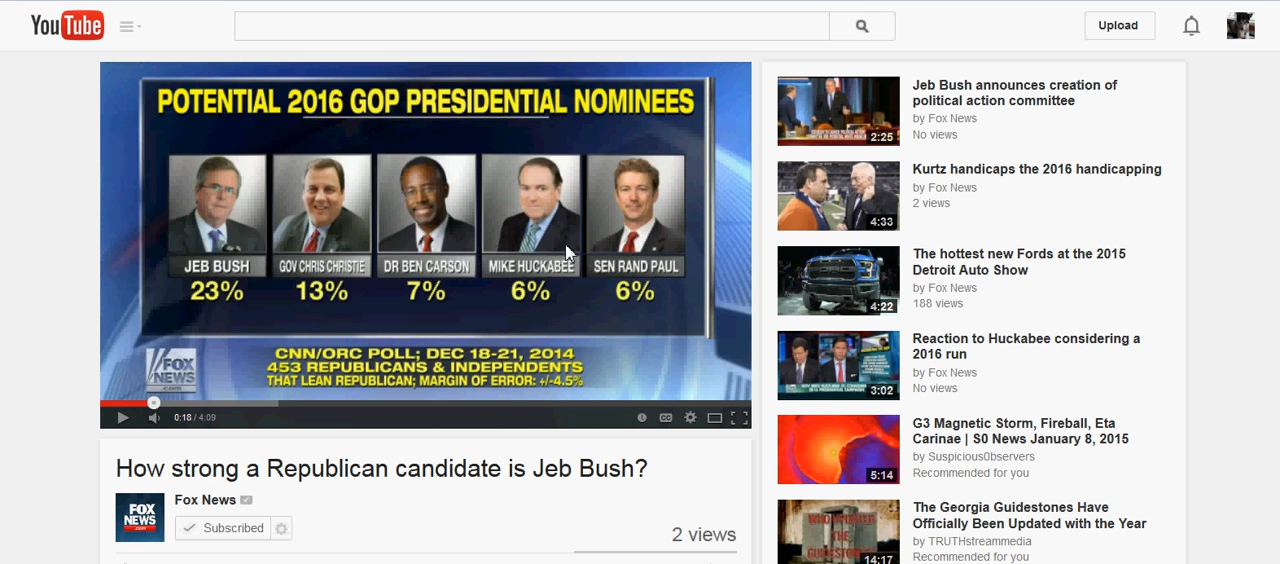 YouTube
Upload
POTENTIAL 2016 GOP PRESIDENTIAL NOMINEES
JEB BUSH
GOV CHRIS CHRISTIE
DR BEN CARSON
MIKE HUCKABEE
SEN RAND PAUL
23%
13%
7%
6%
6%
FOX
NEWS
.com
CNN/ORC POLL; DEC 18-21, 2014
453 REPUBLICANS & INDEPENDENTS
THAT LEAN REPUBLICAN; MARGIN OF ERROR: +/-4.5%
0:18 / 4:09
CC
How strong a Republican candidate is Jeb Bush?
FOX
NEWS
.com
Fox News
Subscribed
2 views
2:25
Jeb Bush announces creation of
political action committee
by Fox News
No views
4:33
Kurtz handicaps the 2016 handicapping
by Fox News
2 views
4:22
The hottest new Fords at the 2015
Detroit Auto Show
by Fox News
188 views
3:02
Reaction to Huckabee considering a
2016 run
by Fox News
No views
5:14
G3 Magnetic Storm, Fireball, Eta
Carinae | S0 News January 8, 2015
by Suspicious0bservers
Recommended for you
14:17
The Georgia Guidestones Have
Officially Been Updated with the Year
by TRUTHstreammedia
Recommended for you